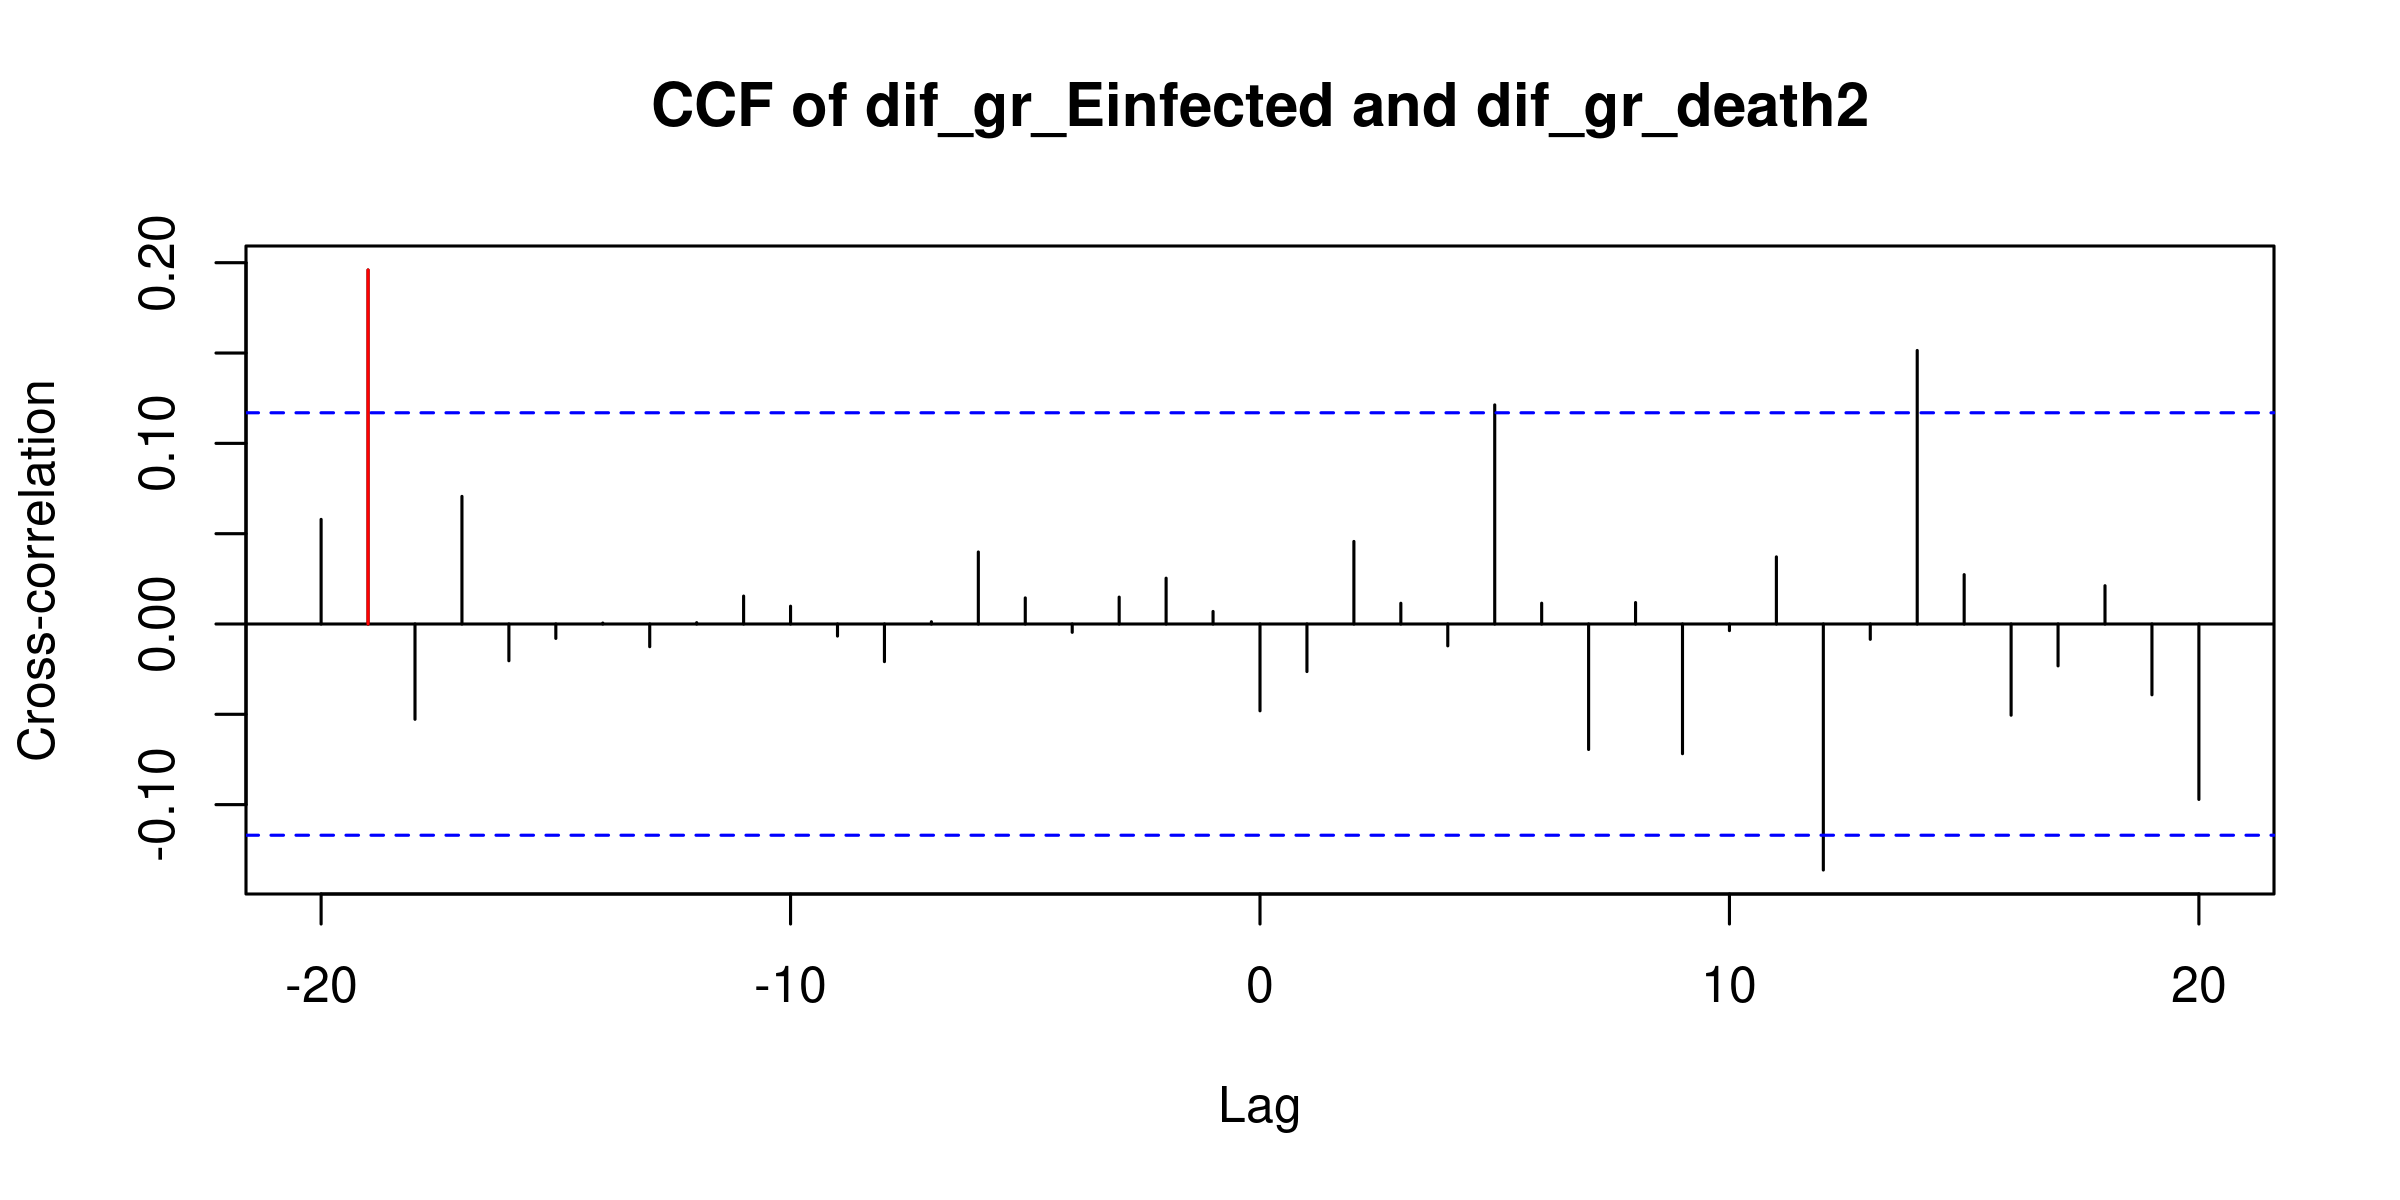 CCF of dif_gr_Einfected and dif_gr_death2
Cross-correlation
0.20
0.10
0.00
-0.10
-20 -10 0 10 20
Lag